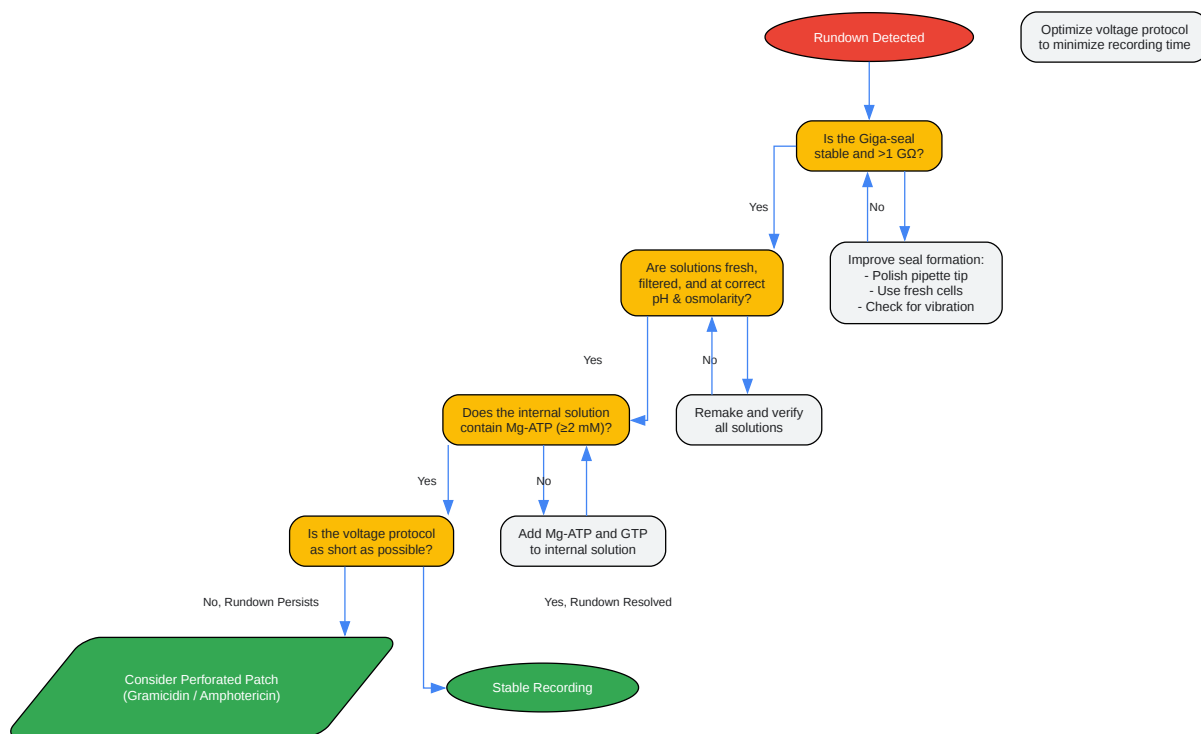 Rundown Detected
Optimize voltage protocol
to minimize recording time
Is the Giga-seal
stable and >1 GΩ?
Yes
No
Are solutions fresh,
filtered, and at correct
pH & osmolarity?
Improve seal formation:
- Polish pipette tip
- Use fresh cells
- Check for vibration
Yes
No
Does the internal solution
contain Mg-ATP (≥2 mM)?
Remake and verify
all solutions
Yes
No
Is the voltage protocol
as short as possible?
Add Mg-ATP and GTP
to internal solution
No, Rundown Persists
Yes, Rundown Resolved
Consider Perforated Patch
(Gramicidin / Amphotericin)
Stable Recording